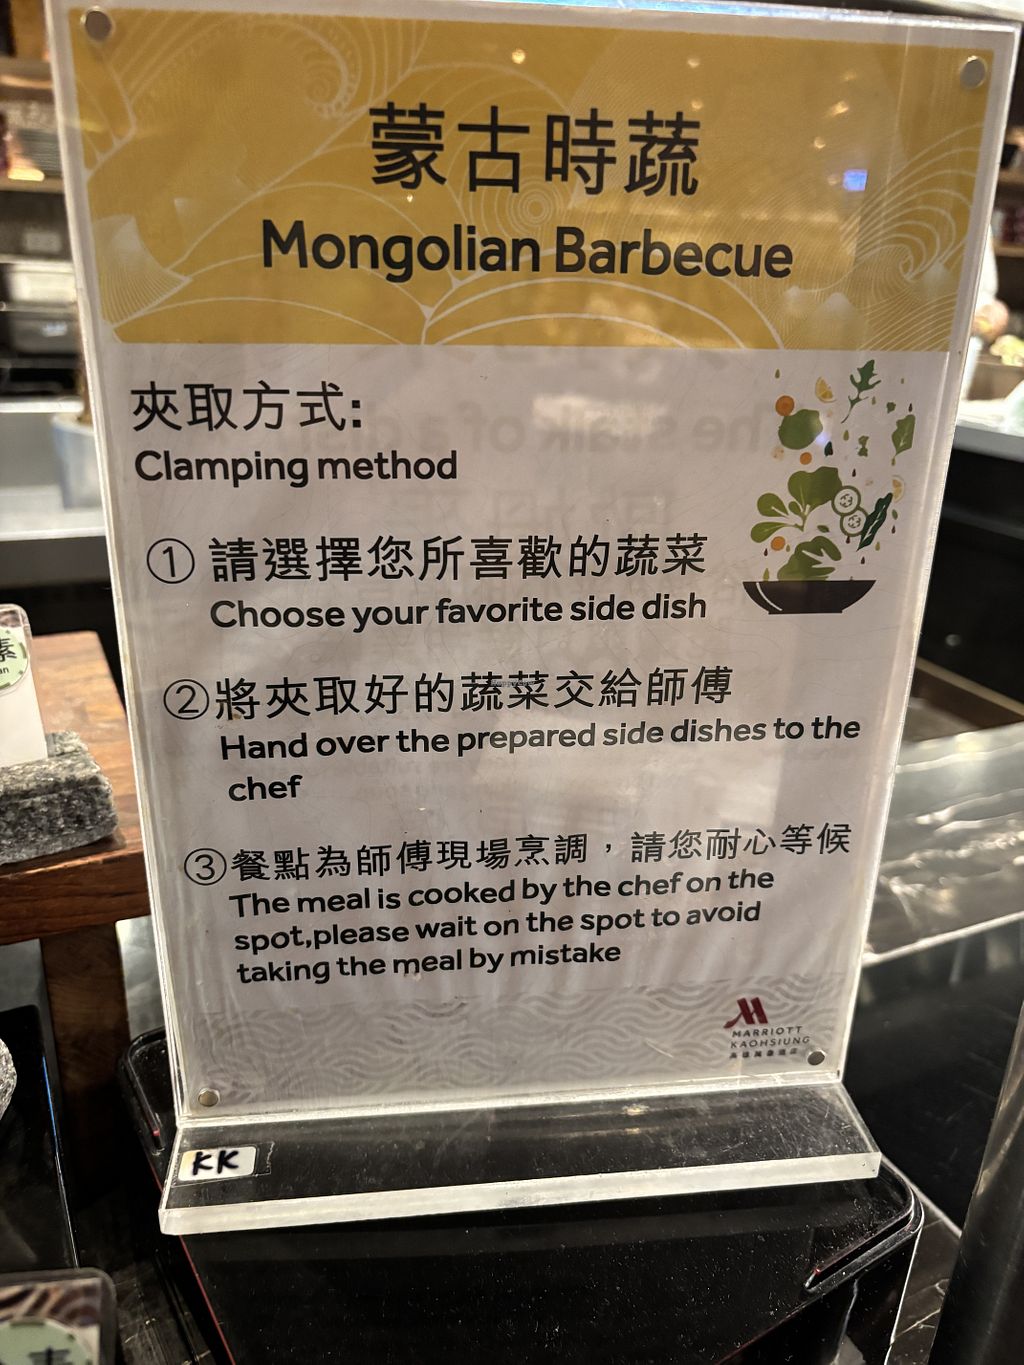 蒙古時蔬
Mongolian Barbecue
夾取方式:
Clamping method
① 請選擇您所喜歡的蔬菜
Choose your favorite side dish
②將夾取好的蔬菜交給師傅
Hand over the prepared side dishes to the
chef
③餐點為師傅現場烹調，請您耐心等候
The meal is cooked by the chef on the
spot,please wait on the spot to avoid
taking the meal by mistake
MARRIOTT
KAOHSIUNG
KK
素